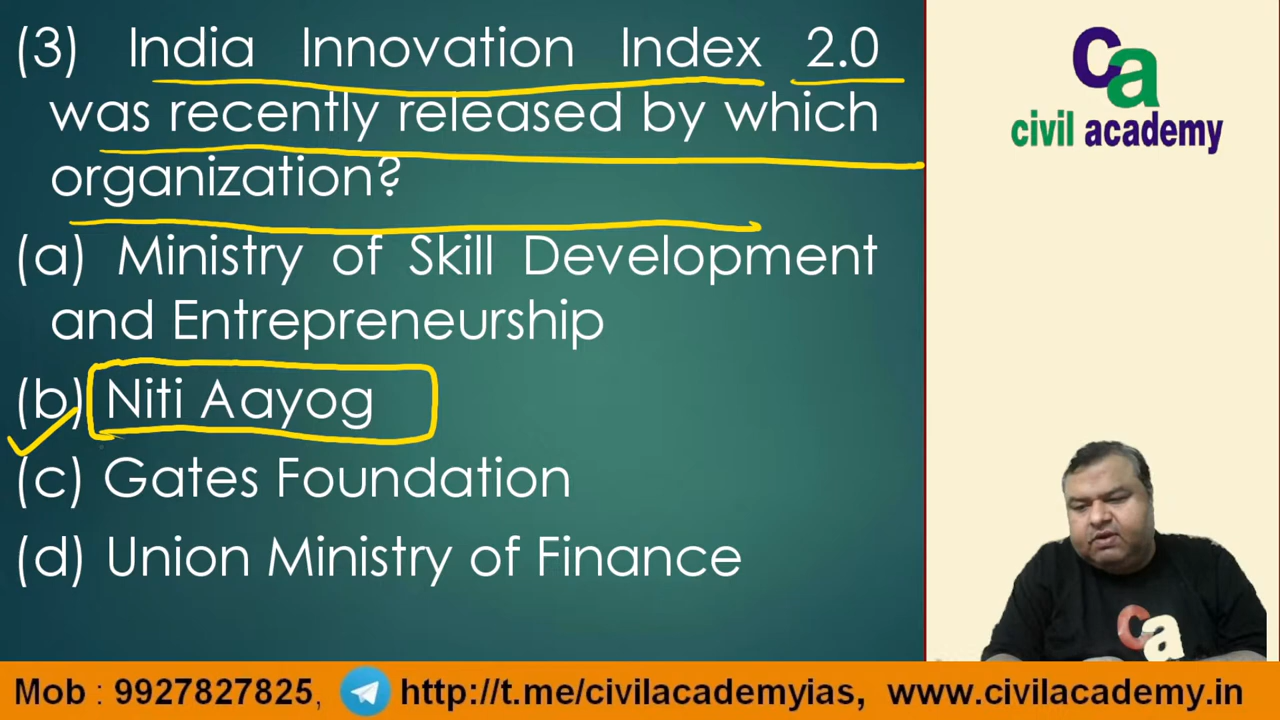 (3) India Innovation Index 2.0
was recently released by which
organization?
(a) Ministry of Skill Development
and Entrepreneurship
(b) Niti Aayog
(c) Gates Foundation
(d) Union Ministry of Finance
ca
civil academy
ca
Mob : 9927827825, http://t.me/civilacademyias, www.civilacademy.in